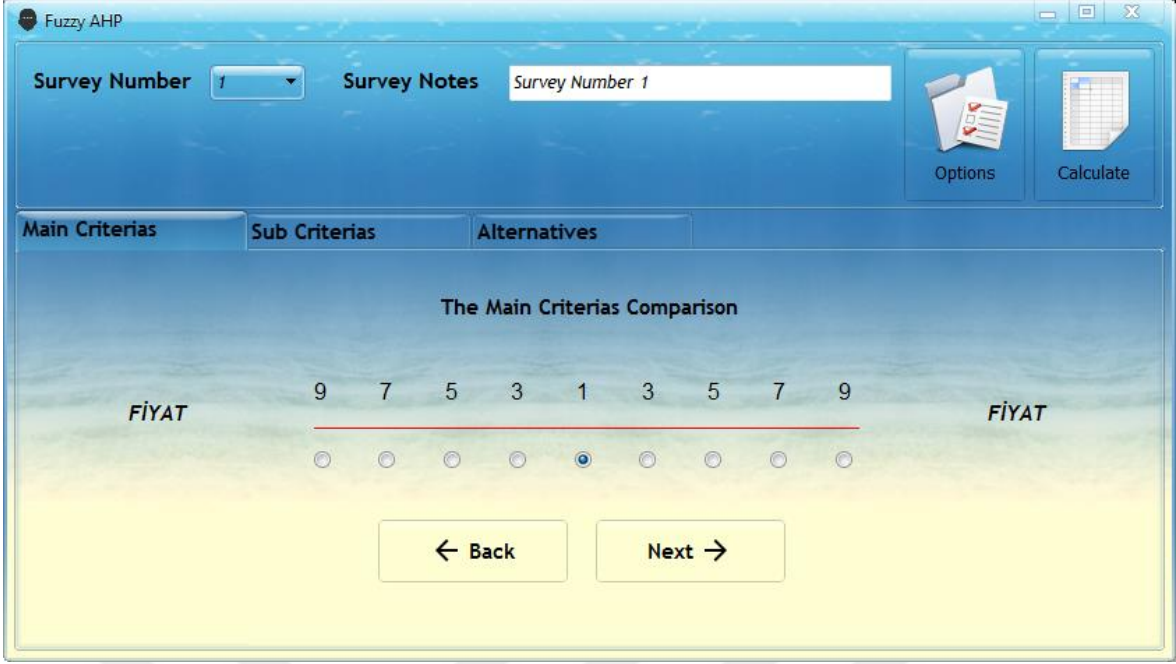 Fuzzy AHP
Survey Number 1 Survey Notes Survey Number 1
Options Calculate
Main Criterias Sub Criterias Alternatives
The Main Criterias Comparison
9 7 5 3 1 3 5 7 9
FİYAT FİYAT
← Back Next →